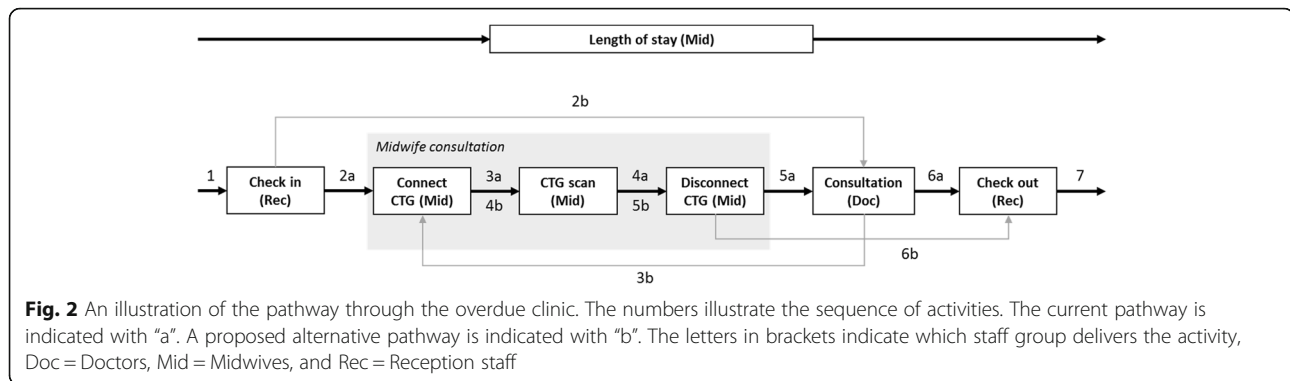 Length of stay (Mid)
2b
Midwife consultation
1
Check in
(Rec)
2a
Connect
CTG (Mid)
3a
4b
CTG scan
(Mid)
4a
5b
Disconnect
CTG (Mid)
5a
Consultation
(Doc)
6a
Check out
(Rec)
7
6b
3b
Fig. 2 An illustration of the pathway through the overdue clinic. The numbers illustrate the sequence of activities. The current pathway is
indicated with “a”. A proposed alternative pathway is indicated with “b”. The letters in brackets indicate which staff group delivers the activity,
Doc = Doctors, Mid = Midwives, and Rec = Reception staff